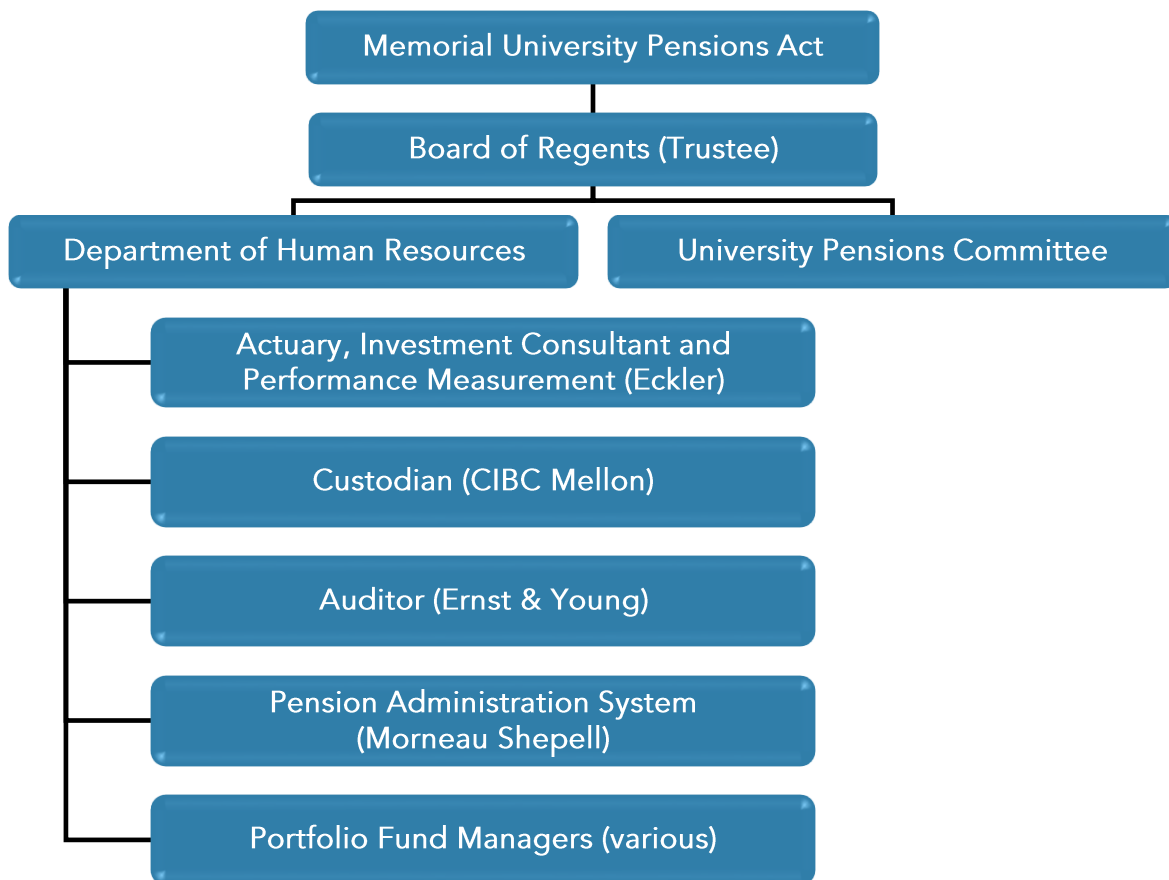 Memorial University Pensions Act
Board of Regents (Trustee)
Department of Human Resources
University Pensions Committee
Actuary, Investment Consultant and
Performance Measurement (Eckler)
Custodian (CIBC Mellon)
Auditor (Ernst & Young)
Pension Administration System
(Morneau Shepell)
Portfolio Fund Managers (various)